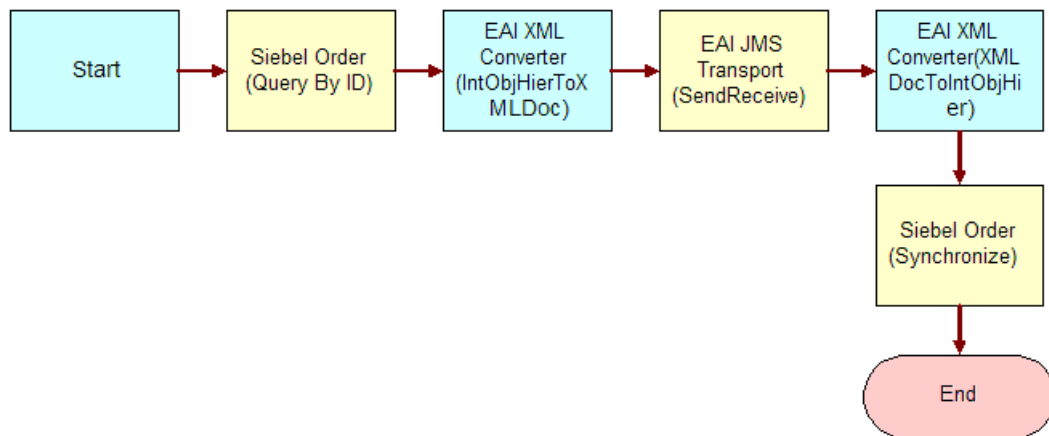 Start
Siebel Order
(Query By ID)
EAI XML
Converter
(IntObjHierToX
MLDoc)
EAI JMS
Transport
(SendReceive)
EAI XML
Converter(XML
DocToIntObjHi
er)
Siebel Order
(Synchronize)
End